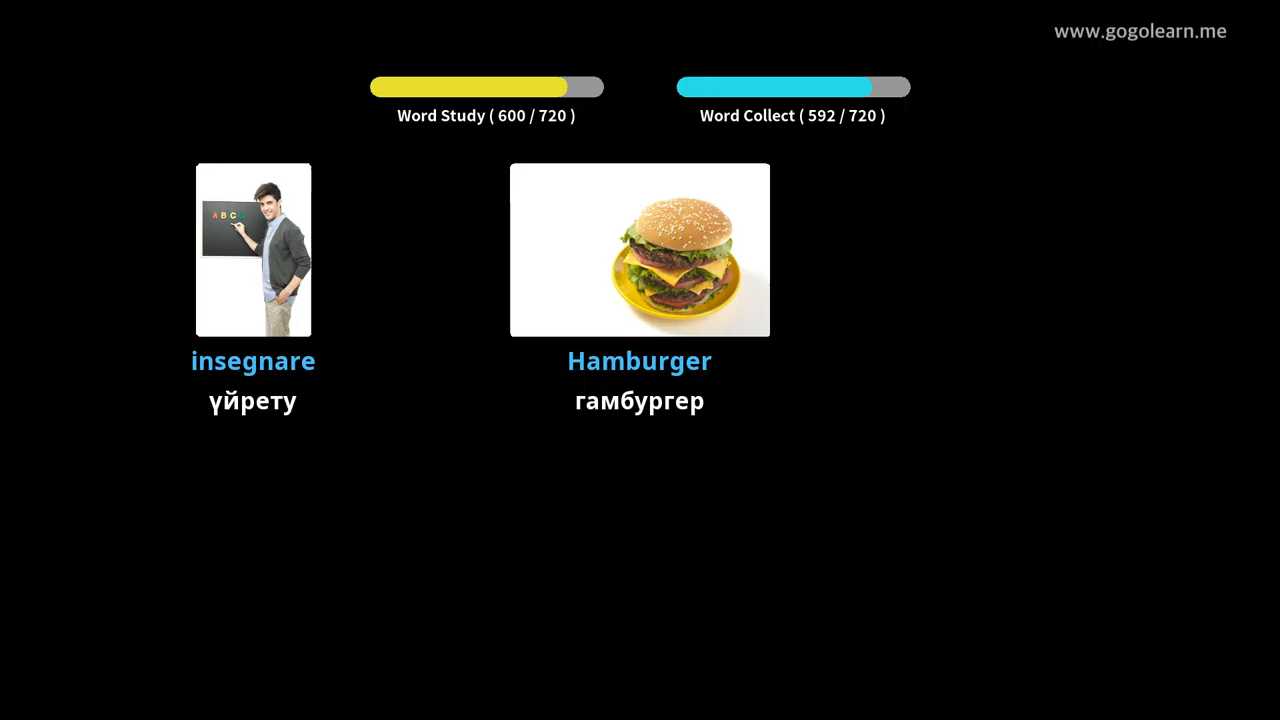 www.gogolearn.me
Word Study ( 600 / 720 )
Word Collect ( 592 / 720 )
A B C D
insegnare
Hamburger
үйрету
гамбургер